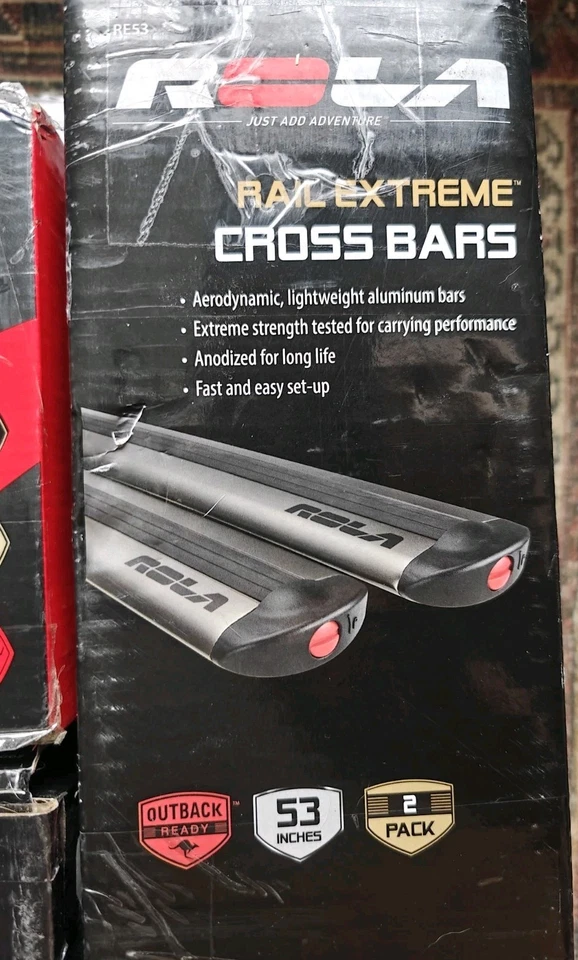 RE53
ROLA
JUST ADD ADVENTURE
RAIL EXTREME™
CROSS BARS
• Aerodynamic, lightweight aluminum bars
• Extreme strength tested for carrying performance
• Anodized for long life
• Fast and easy set-up
ROLA
ROLA
OUTBACK™
READY
53
INCHES
2
PACK